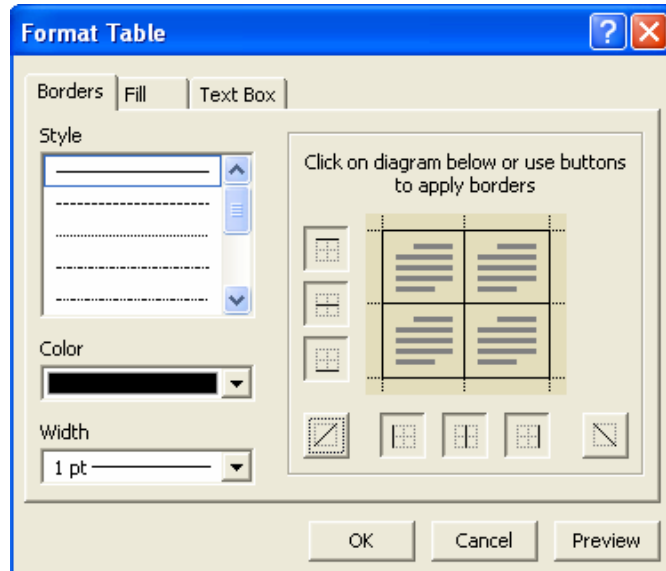 Format Table
Borders
Fill
Text Box
Style
Click on diagram below or use buttons
to apply borders
Color
Width
1 pt
OK
Cancel
Preview